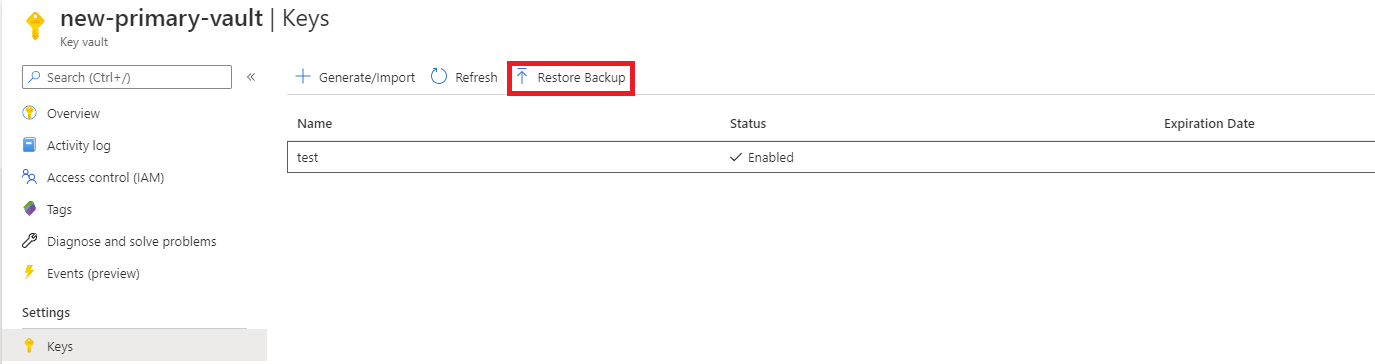 new-primary-vault | Keys
Key vault
Search (Ctrl+/)
«
Generate/Import
Refresh
Restore Backup
Overview
Activity log
Access control (IAM)
Tags
Diagnose and solve problems
Events (preview)
Settings
Keys
Name Status Expiration Date
test Enabled